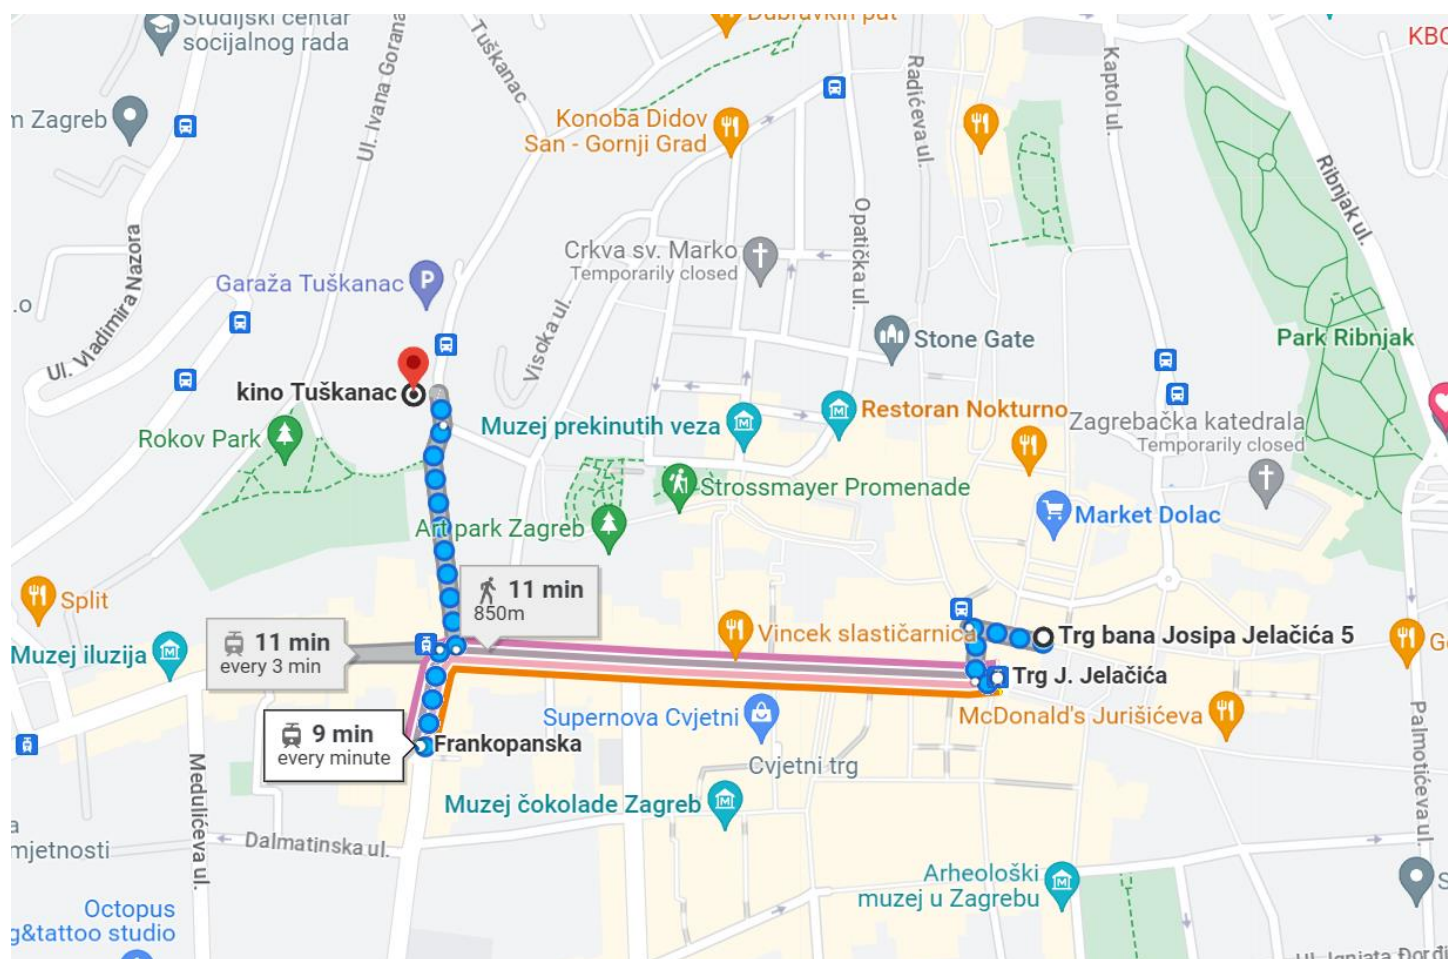 Studijski centar
socijalnog rada
Dubravkin put
KBC
Tuškanac
Ul. Ivana Gorana
Kaptol ul.
Radićeva ul.
m Zagreb
Konoba Didov
San - Gornji Grad
Ribnjak ul.
Opatička ul.
Ul. Vladimira Nazora
Crkva sv. Marko
Temporarily closed
Garaža Tuškanac
P
Visoka ul.
Stone Gate
Park Ribnjak
kino Tuškanac
Restoran Nokturno
Muzej prekinutih veza
Zagrebačka katedrala
Temporarily closed
Rokov Park
Strossmayer Promenade
Art park Zagreb
Market Dolac
11 min
850m
Split
11 min
every 3 min
Vincek slastičarnica
Trg bana Josipa Jelačića 5
Muzej iluzija
Trg J. Jelačića
Supernova Cvjetni
McDonald's Jurišićeva
9 min
every minute
Frankopanska
Cvjetni trg
Palmotićeva ul.
Medulićeva ul.
Muzej čokolade Zagreb
Dalmatinska ul.
mjetnosti
Arheološki
muzej u Zagrebu
Octopus
g&tattoo studio